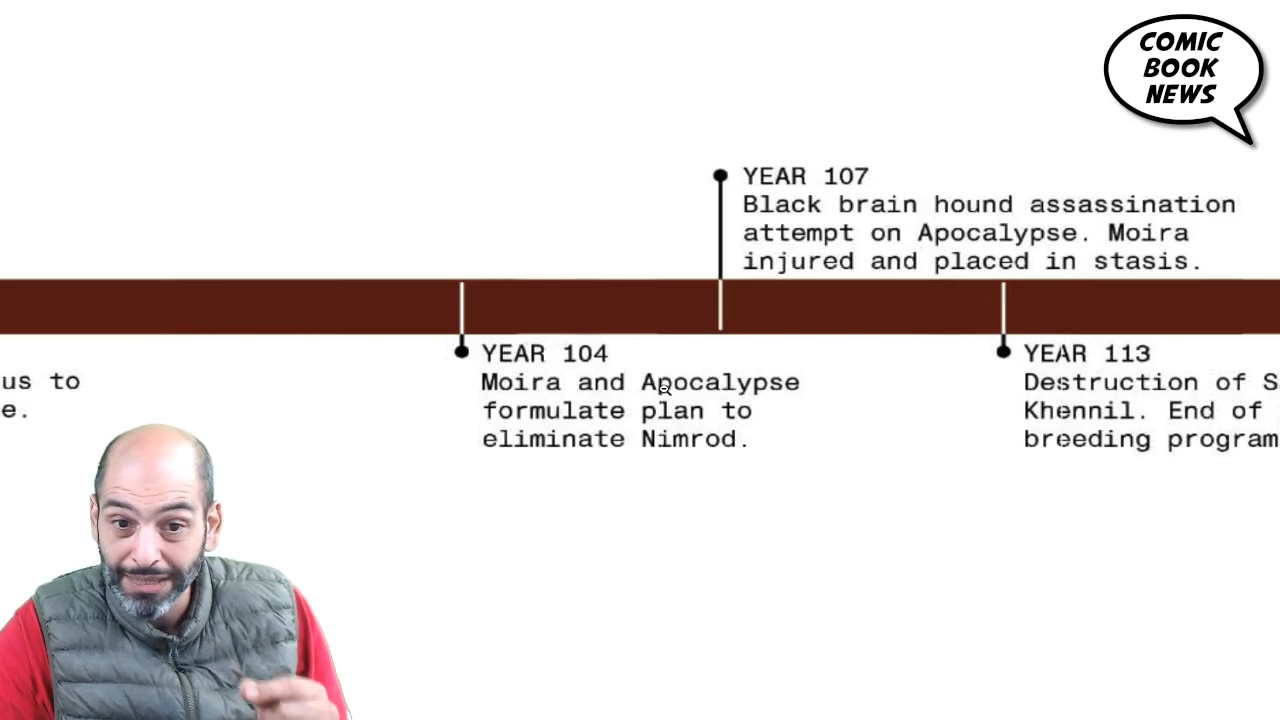 COMIC
BOOK
NEWS
YEAR 107
Black brain hound assassination
attempt on Apocalypse. Moira
injured and placed in stasis.
us to
e.
YEAR 104
Moira and Apocalypse
formulate plan to
eliminate Nimrod.
YEAR 113
Destruction of S
Khennil. End of
breeding program